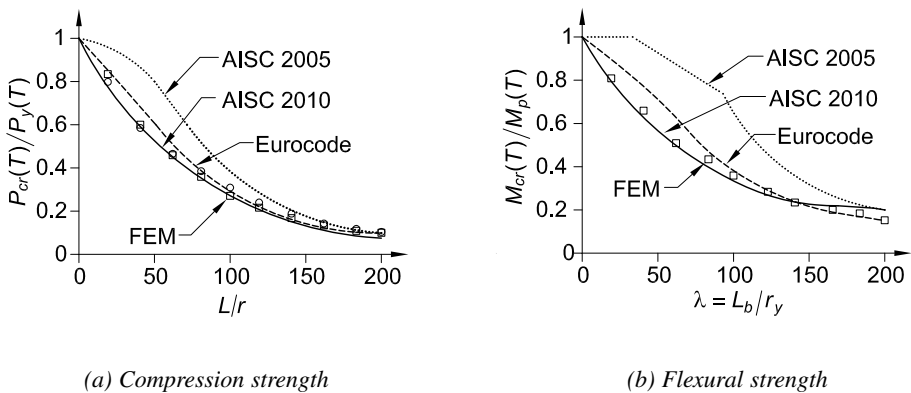 1
0.8
0.6
0.4
0.2
0
P_cr(T)/P_y(T)
AISC 2005
AISC 2010
Eurocode
FEM
0 50 100 150 200
L/r
(a) Compression strength
1
0.8
0.6
0.4
0.2
0
M_cr(T)/M_p(T)
AISC 2005
AISC 2010
Eurocode
FEM
0 50 100 150 200
λ = L_b/r_y
(b) Flexural strength